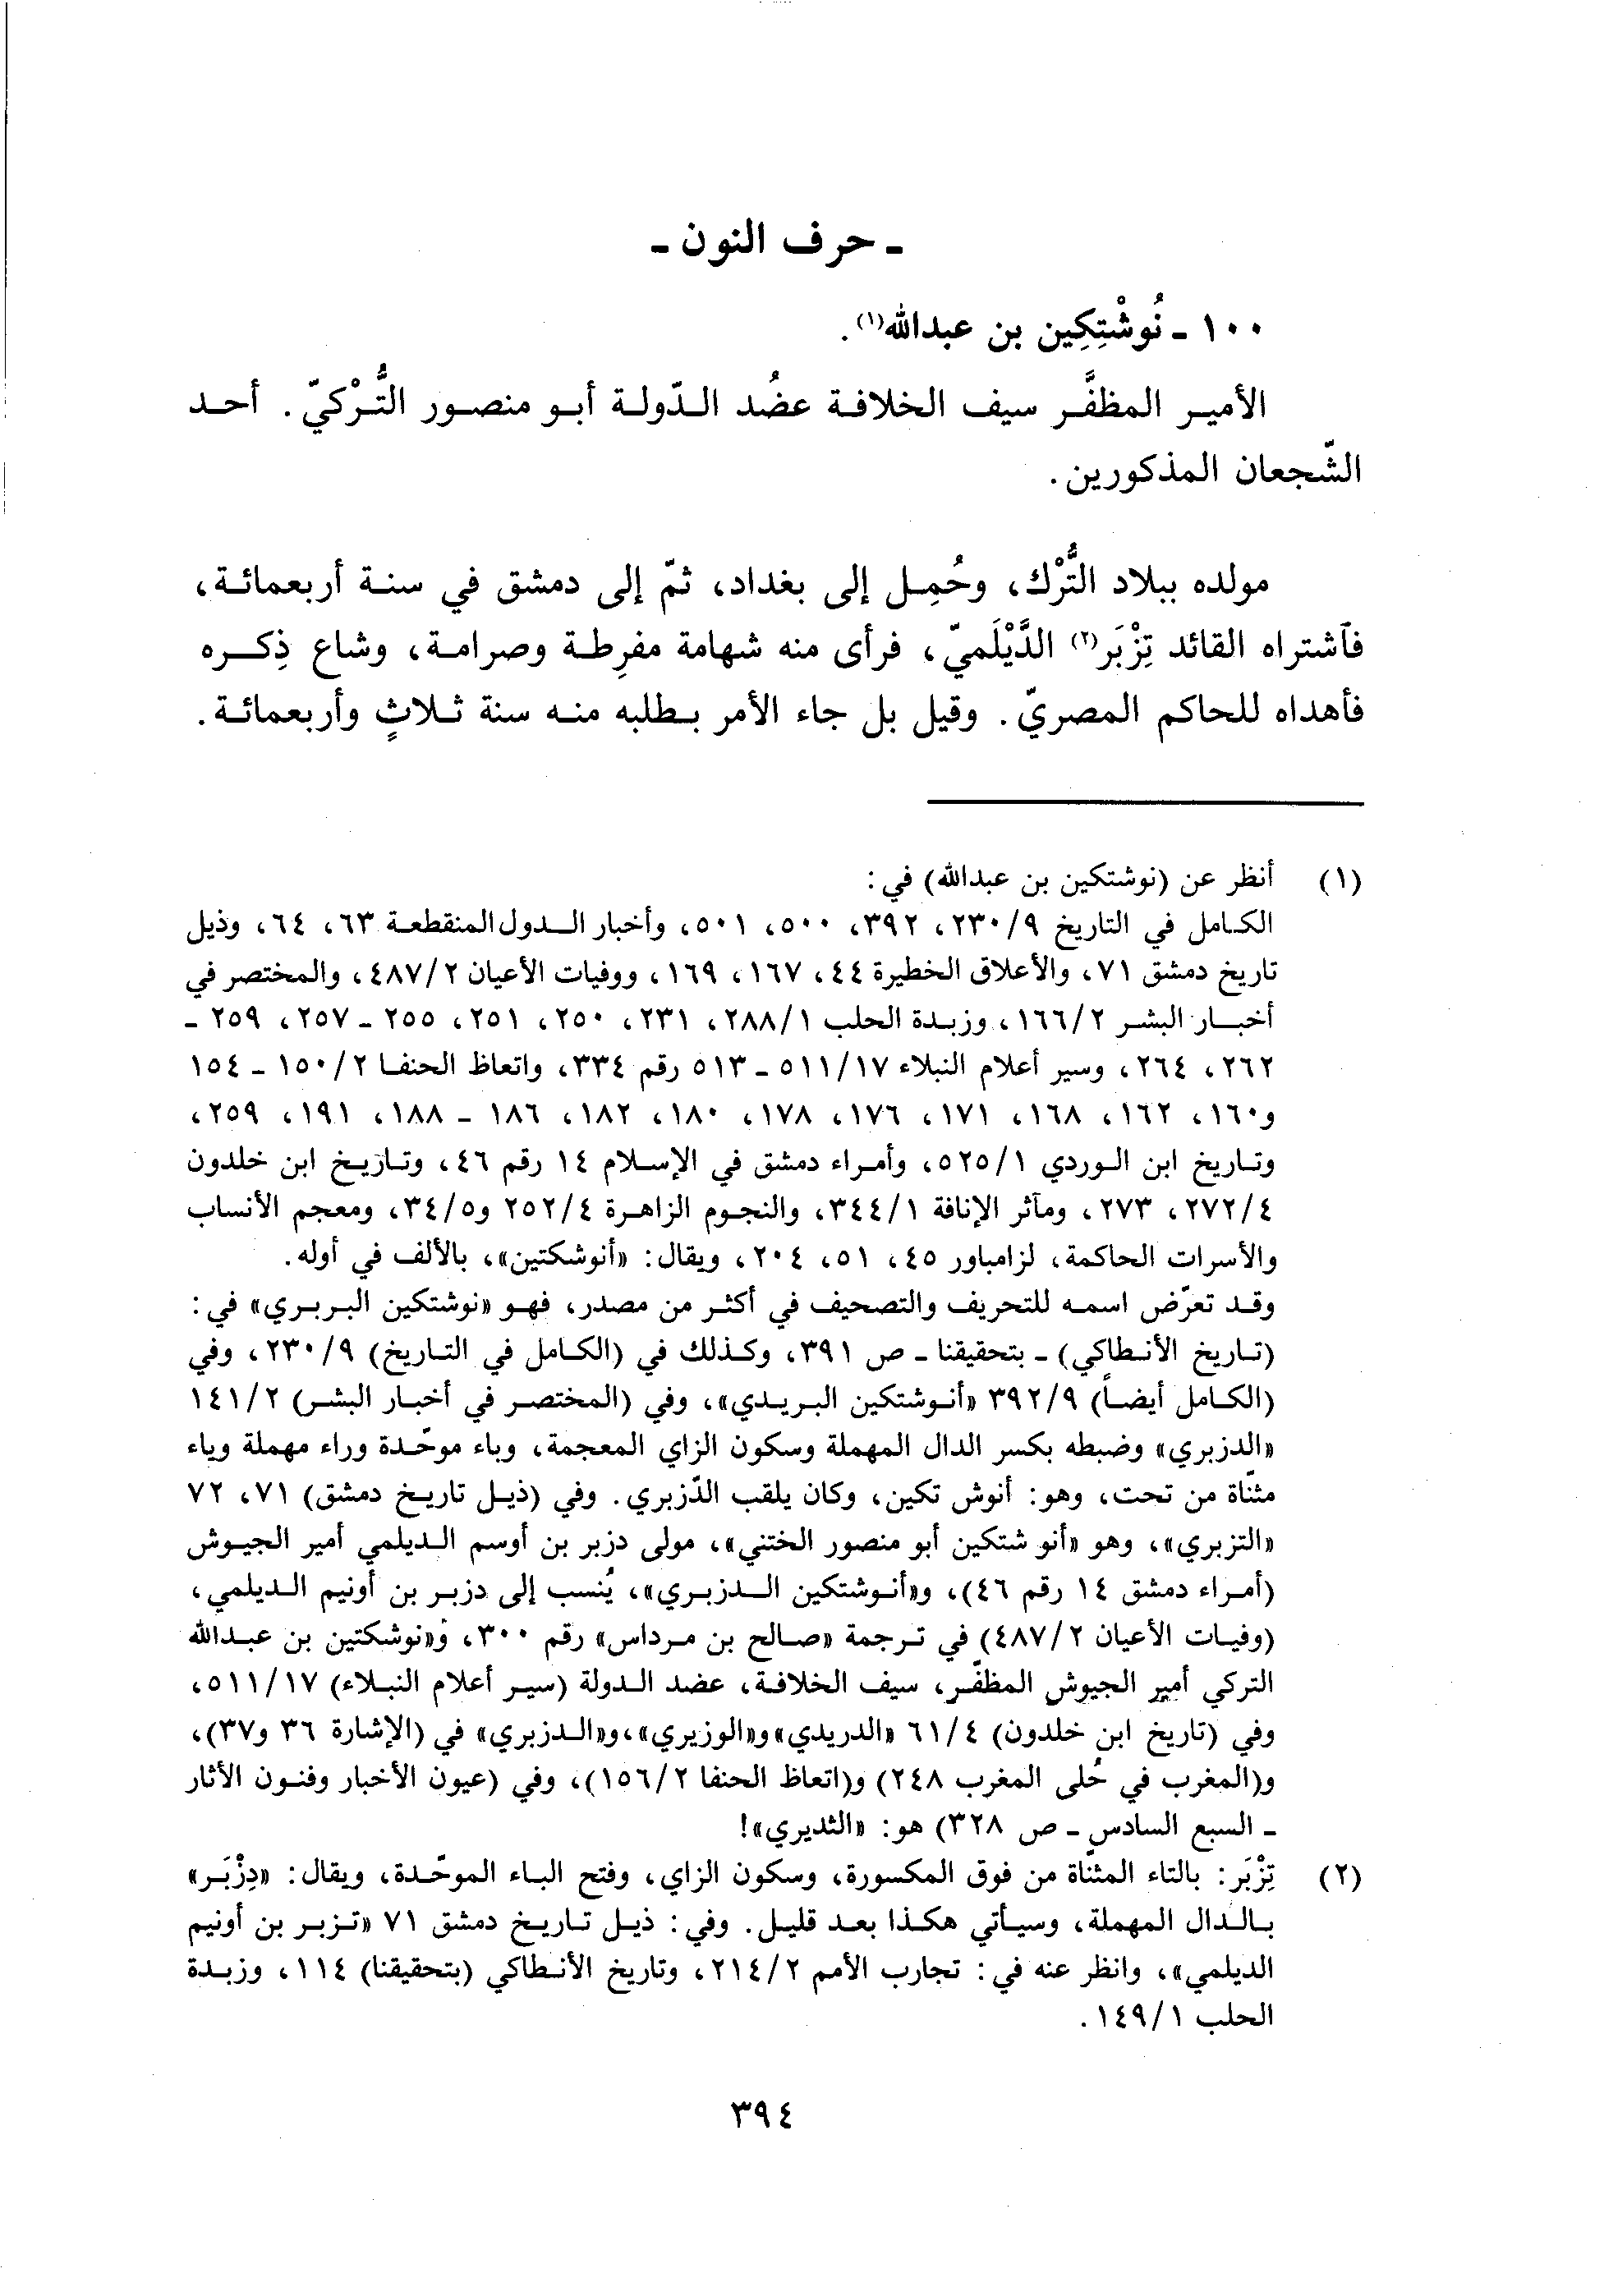 ـ حرف النون ـ
١٠٠ ـ نُوشْتِكِين بن عبدالله(١).
الأمير المظفَّر سيف الخلافة عضُد الدّولة أبو منصور التُّرْكيّ. أحد
الشّجعان المذكورين.
مولده ببلاد التُّرْك، وحُمِل إلى بغداد، ثمّ إلى دمشق في سنة أربعمائة،
فآشتراه القائد تِزْبَر(٢) الدَّيْلَميّ، فرأى منه شهامة مفرِطة وصرامة، وشاع ذِكره
فأهداه للحاكم المصريّ. وقيل بل جاء الأمر بطلبه منه سنة ثلاثٍ وأربعمائة.
(١) أنظر عن (نوشتكين بن عبدالله) في:
الكامل في التاريخ ٢٣٠/٩، ٣٩٢، ٥٠٠، ٥٠١، وأخبار الدول المنقطعة ٦٣، ٦٤، وذيل
تاريخ دمشق ٧١، والأعلاق الخطيرة ٤٤، ١٦٧، ١٦٩، ووفيات الأعيان ٤٨٧/٢، والمختصر في
أخبار البشر ١٦٦/٢، وزبدة الحلب ٢٨٨/١، ٢٣١، ٢٥٠، ٢٥١، ٢٥٥ ـ ٢٥٧، ٢٥٩ ـ
٢٦٢، ٢٦٤، وسير أعلام النبلاء ٥١١/١٧ ـ ٥١٣ رقم ٣٣٤، واتعاظ الحنفا ١٥٠/٢ ـ ١٥٤
و١٦٠، ١٦٢، ١٦٨، ١٧١، ١٧٦، ١٧٨، ١٨٠، ١٨٢، ١٨٦ ـ ١٨٨، ١٩١، ٢٥٩،
وتاريخ ابن الوردي ٥٢٥/١، وأمراء دمشق في الإسلام ١٤ رقم ٤٦، وتاريخ ابن خلدون
٢٧٢/٤، ٢٧٣، ومآثر الإنافة ٣٤٤/١، والنجوم الزاهرة ٢٥٢/٤ و٣٤/٥، ومعجم الأنساب
والأسرات الحاكمة، لزامباور ٤٥، ٥١، ٢٠٤، ويقال: «أنوشكتين»، بالألف في أوله.
وقد تعرّض اسمه للتحريف والتصحيف في أكثر من مصدر، فهو «نوشتكين البربري» في:
(تاريخ الأنطاكي) ـ بتحقيقنا ـ ص ٣٩١، وكذلك في (الكامل في التاريخ) ٢٣٠/٩، وفي
(الكامل أيضاً) ٣٩٢/٩ «أنوشتكين البريدي»، وفي (المختصر في أخبار البشر) ١٤١/٢
«الدزبري» وضبطه بكسر الدال المهملة وسكون الزاي المعجمة، وباء موحّدة وراء مهملة وياء
مثنّاة من تحت، وهو: أنوش تكين، وكان يلقب الدّزبري. وفي (ذيل تاريخ دمشق) ٧١، ٧٢
«التزبري»، وهو «أنو شتكين أبو منصور الختني»، مولى دزبر بن أوسم الديلمي أمير الجيوش
(أمراء دمشق ١٤ رقم ٤٦)، و«أنوشتكين الدزبري»، يُنسب إلى دزبر بن أونيم الديلمي،
(وفيات الأعيان ٤٨٧/٢) في ترجمة «صالح بن مرداس» رقم ٣٠٠، و«نوشكتين بن عبدالله
التركي أمير الجيوش المظفّر، سيف الخلافة، عضد الدولة (سير أعلام النبلاء) ٥١١/١٧،
وفي (تاريخ ابن خلدون) ٦١/٤ «الدريدي» و«الوزيري»، و«الدزبري» في (الإشارة ٣٦ و٣٧)،
و(المغرب في حُلى المغرب ٢٤٨) و(اتعاظ الحنفا ١٥٦/٢)، وفي (عيون الأخبار وفنون الأثار
ـ السبع السادس ـ ص ٣٢٨) هو: «الثديري»!
(٢) تِزْبَر: بالتاء المثنّاة من فوق المكسورة، وسكون الزاي، وفتح الباء الموحّدة، ويقال: «دِزْبَر»
بالدال المهملة، وسيأتي هكذا بعد قليل. وفي: ذيل تاريخ دمشق ٧١ «تزبر بن أونيم
الديلمي»، وانظر عنه في: تجارب الأمم ٢١٤/٢، وتاريخ الأنطاكي (بتحقيقنا) ١١٤، وزبدة
الحلب ١٤٩/١.
٣٩٤